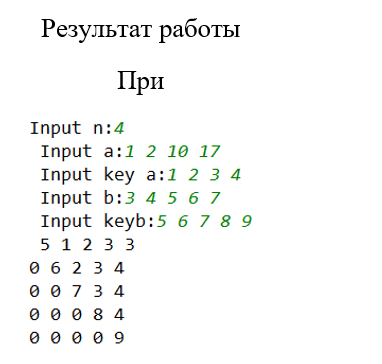 Результат работы
При
Input n:4
Input a:1 2 10 17
Input key a:1 2 3 4
Input b:3 4 5 6 7
Input keyb:5 6 7 8 9
5 1 2 3 3
0 6 2 3 4
0 0 7 3 4
0 0 0 8 4
0 0 0 0 9